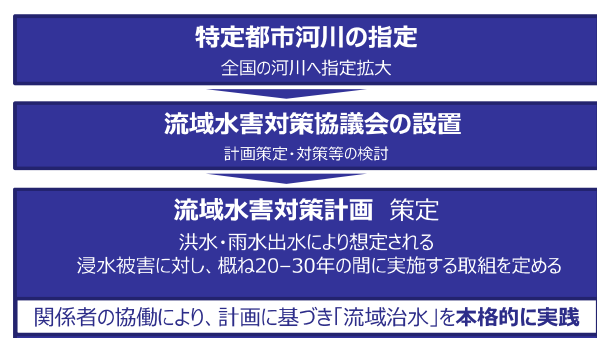 特定都市河川の指定
全国の河川へ指定拡大
流域水害対策協議会の設置
計画策定・対策等の検討
流域水害対策計画 策定
洪水・雨水出水により想定される
浸水被害に対し、概ね20–30年の間に実施する取組を定める
関係者の協働により、計画に基づき「流域治水」を本格的に実践